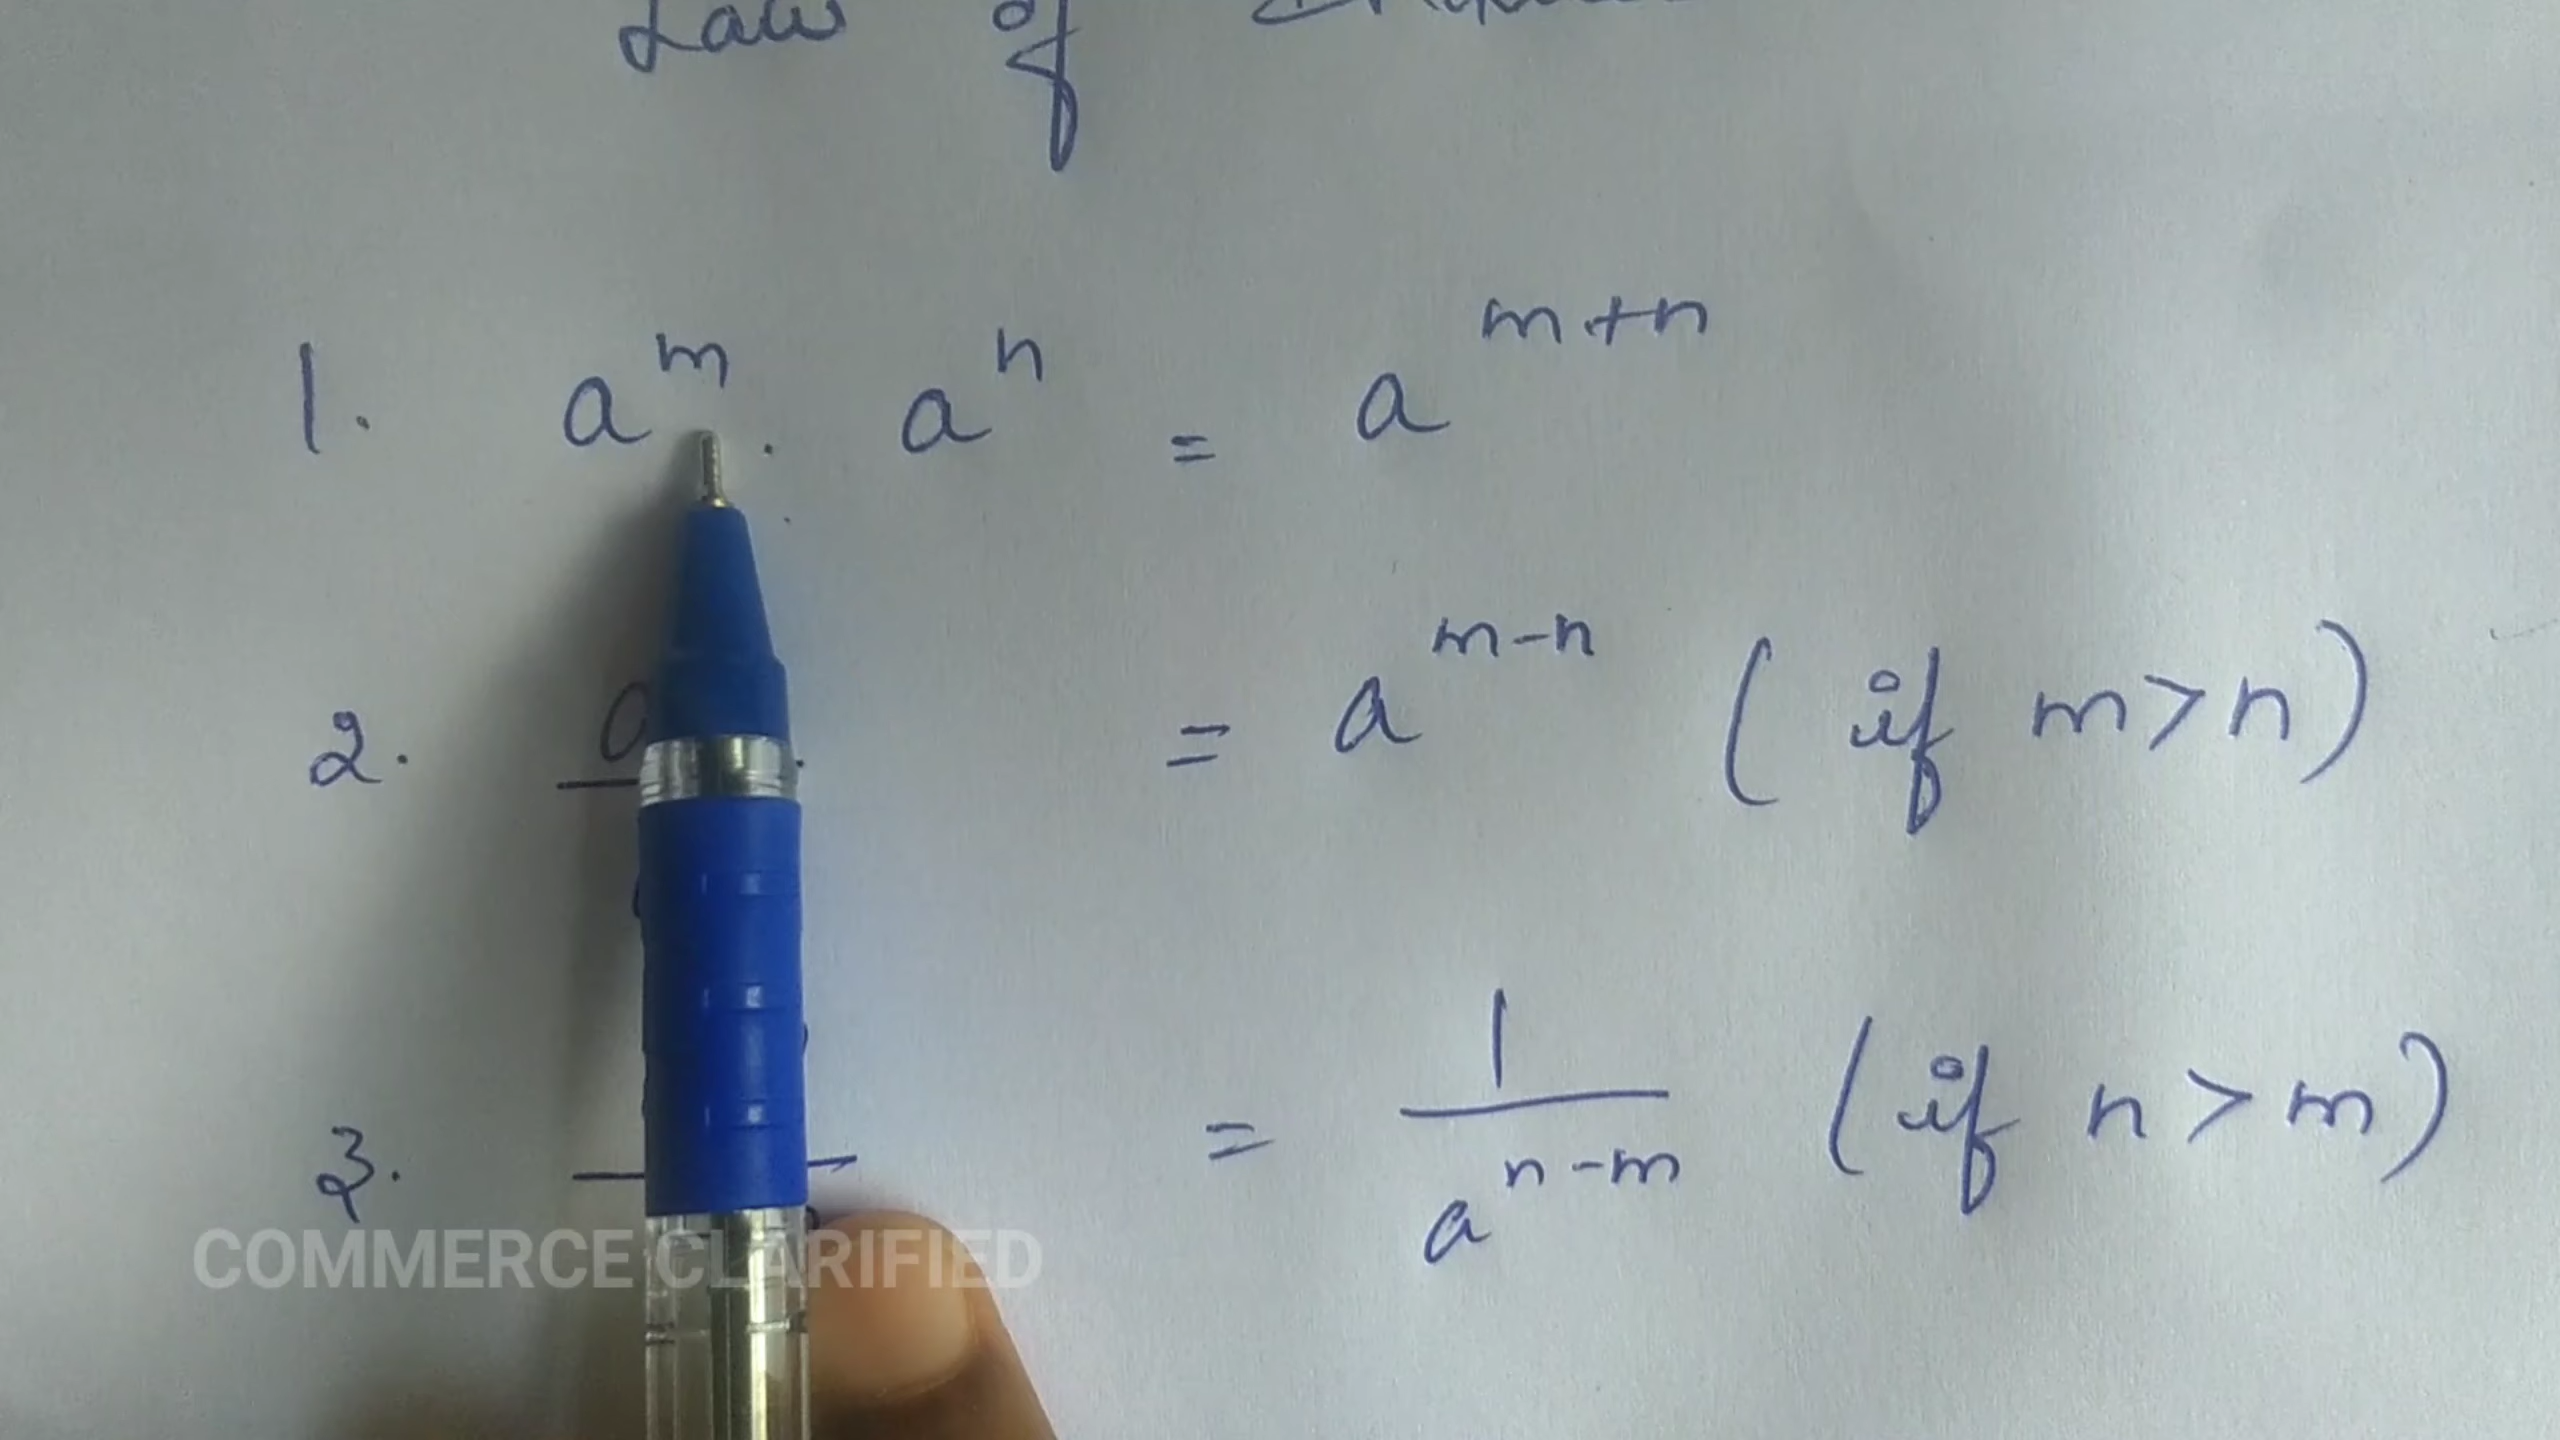 Law of
1. a^m . a^n = a^{m+n}
2. = a^{m-n} (if m>n)
3. = 1/a^{n-m} (if n>m)
COMMERCE CLARIFIED